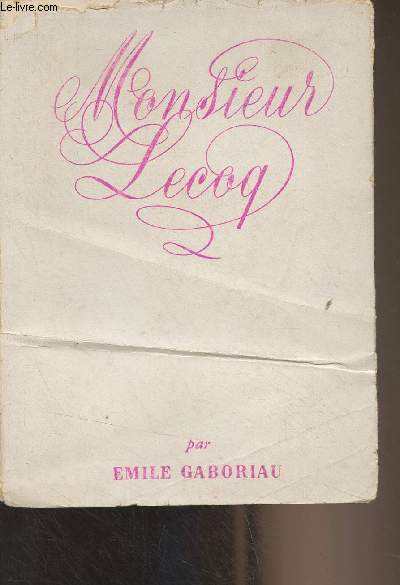 Le-livre.com
Monsieur
Lecoq
par
EMILE GABORIAU